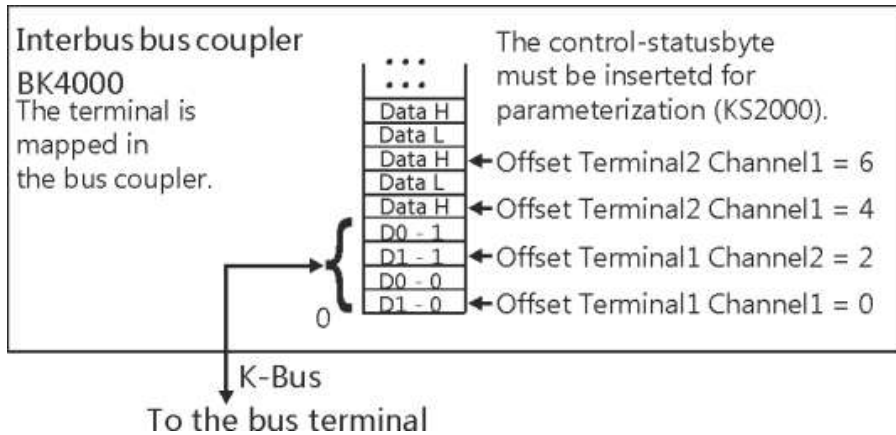 Interbus bus coupler
BK4000
The terminal is
mapped in
the bus coupler.
The control-statusbyte
must be insertetd for
parameterization (KS2000).
Data H
Data L
Data H
Data L
Data H
D0 - 1
D1 - 1
D0 - 0
D1 - 0
0
Offset Terminal2 Channel1 = 6
Offset Terminal2 Channel1 = 4
Offset Terminal1 Channel2 = 2
Offset Terminal1 Channel1 = 0
K-Bus
To the bus terminal